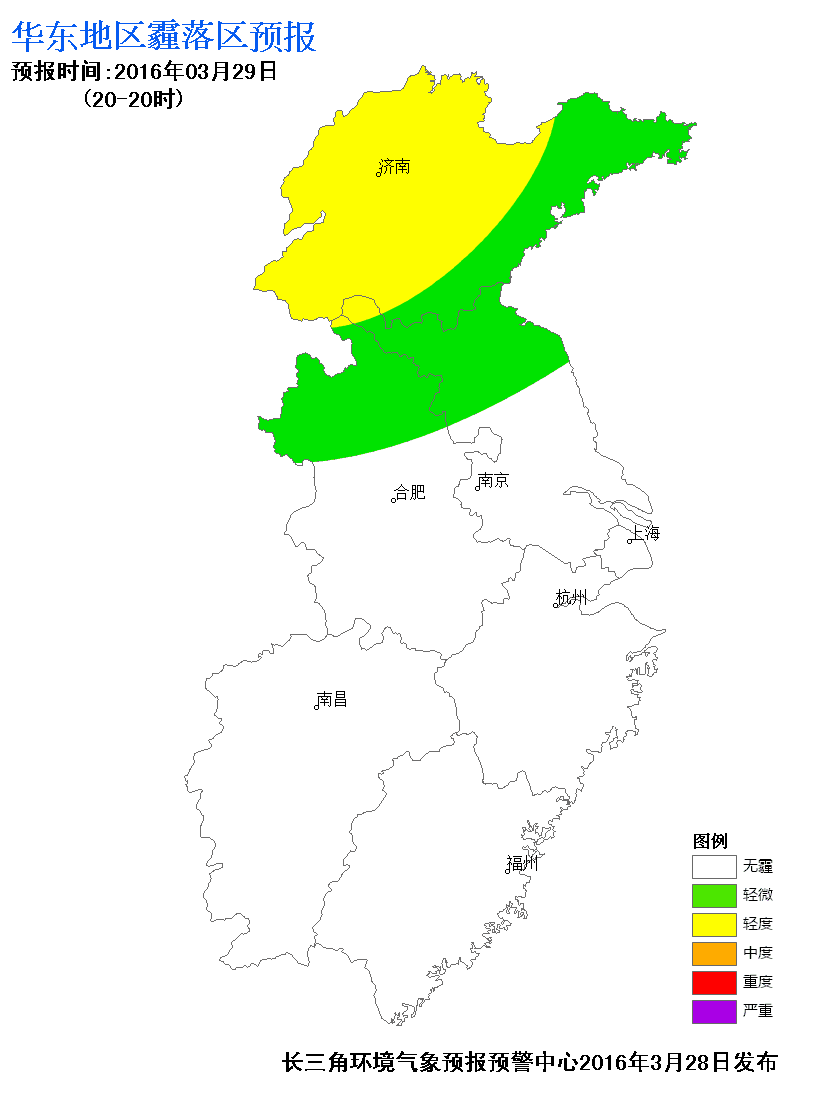 华东地区霾落区预报
预报时间:2016年03月29日
(20-20时)
济南
合肥
南京
上海
杭州
南昌
福州
图例
无霾
轻微
轻度
中度
重度
严重
长三角环境气象预报预警中心2016年3月28日发布